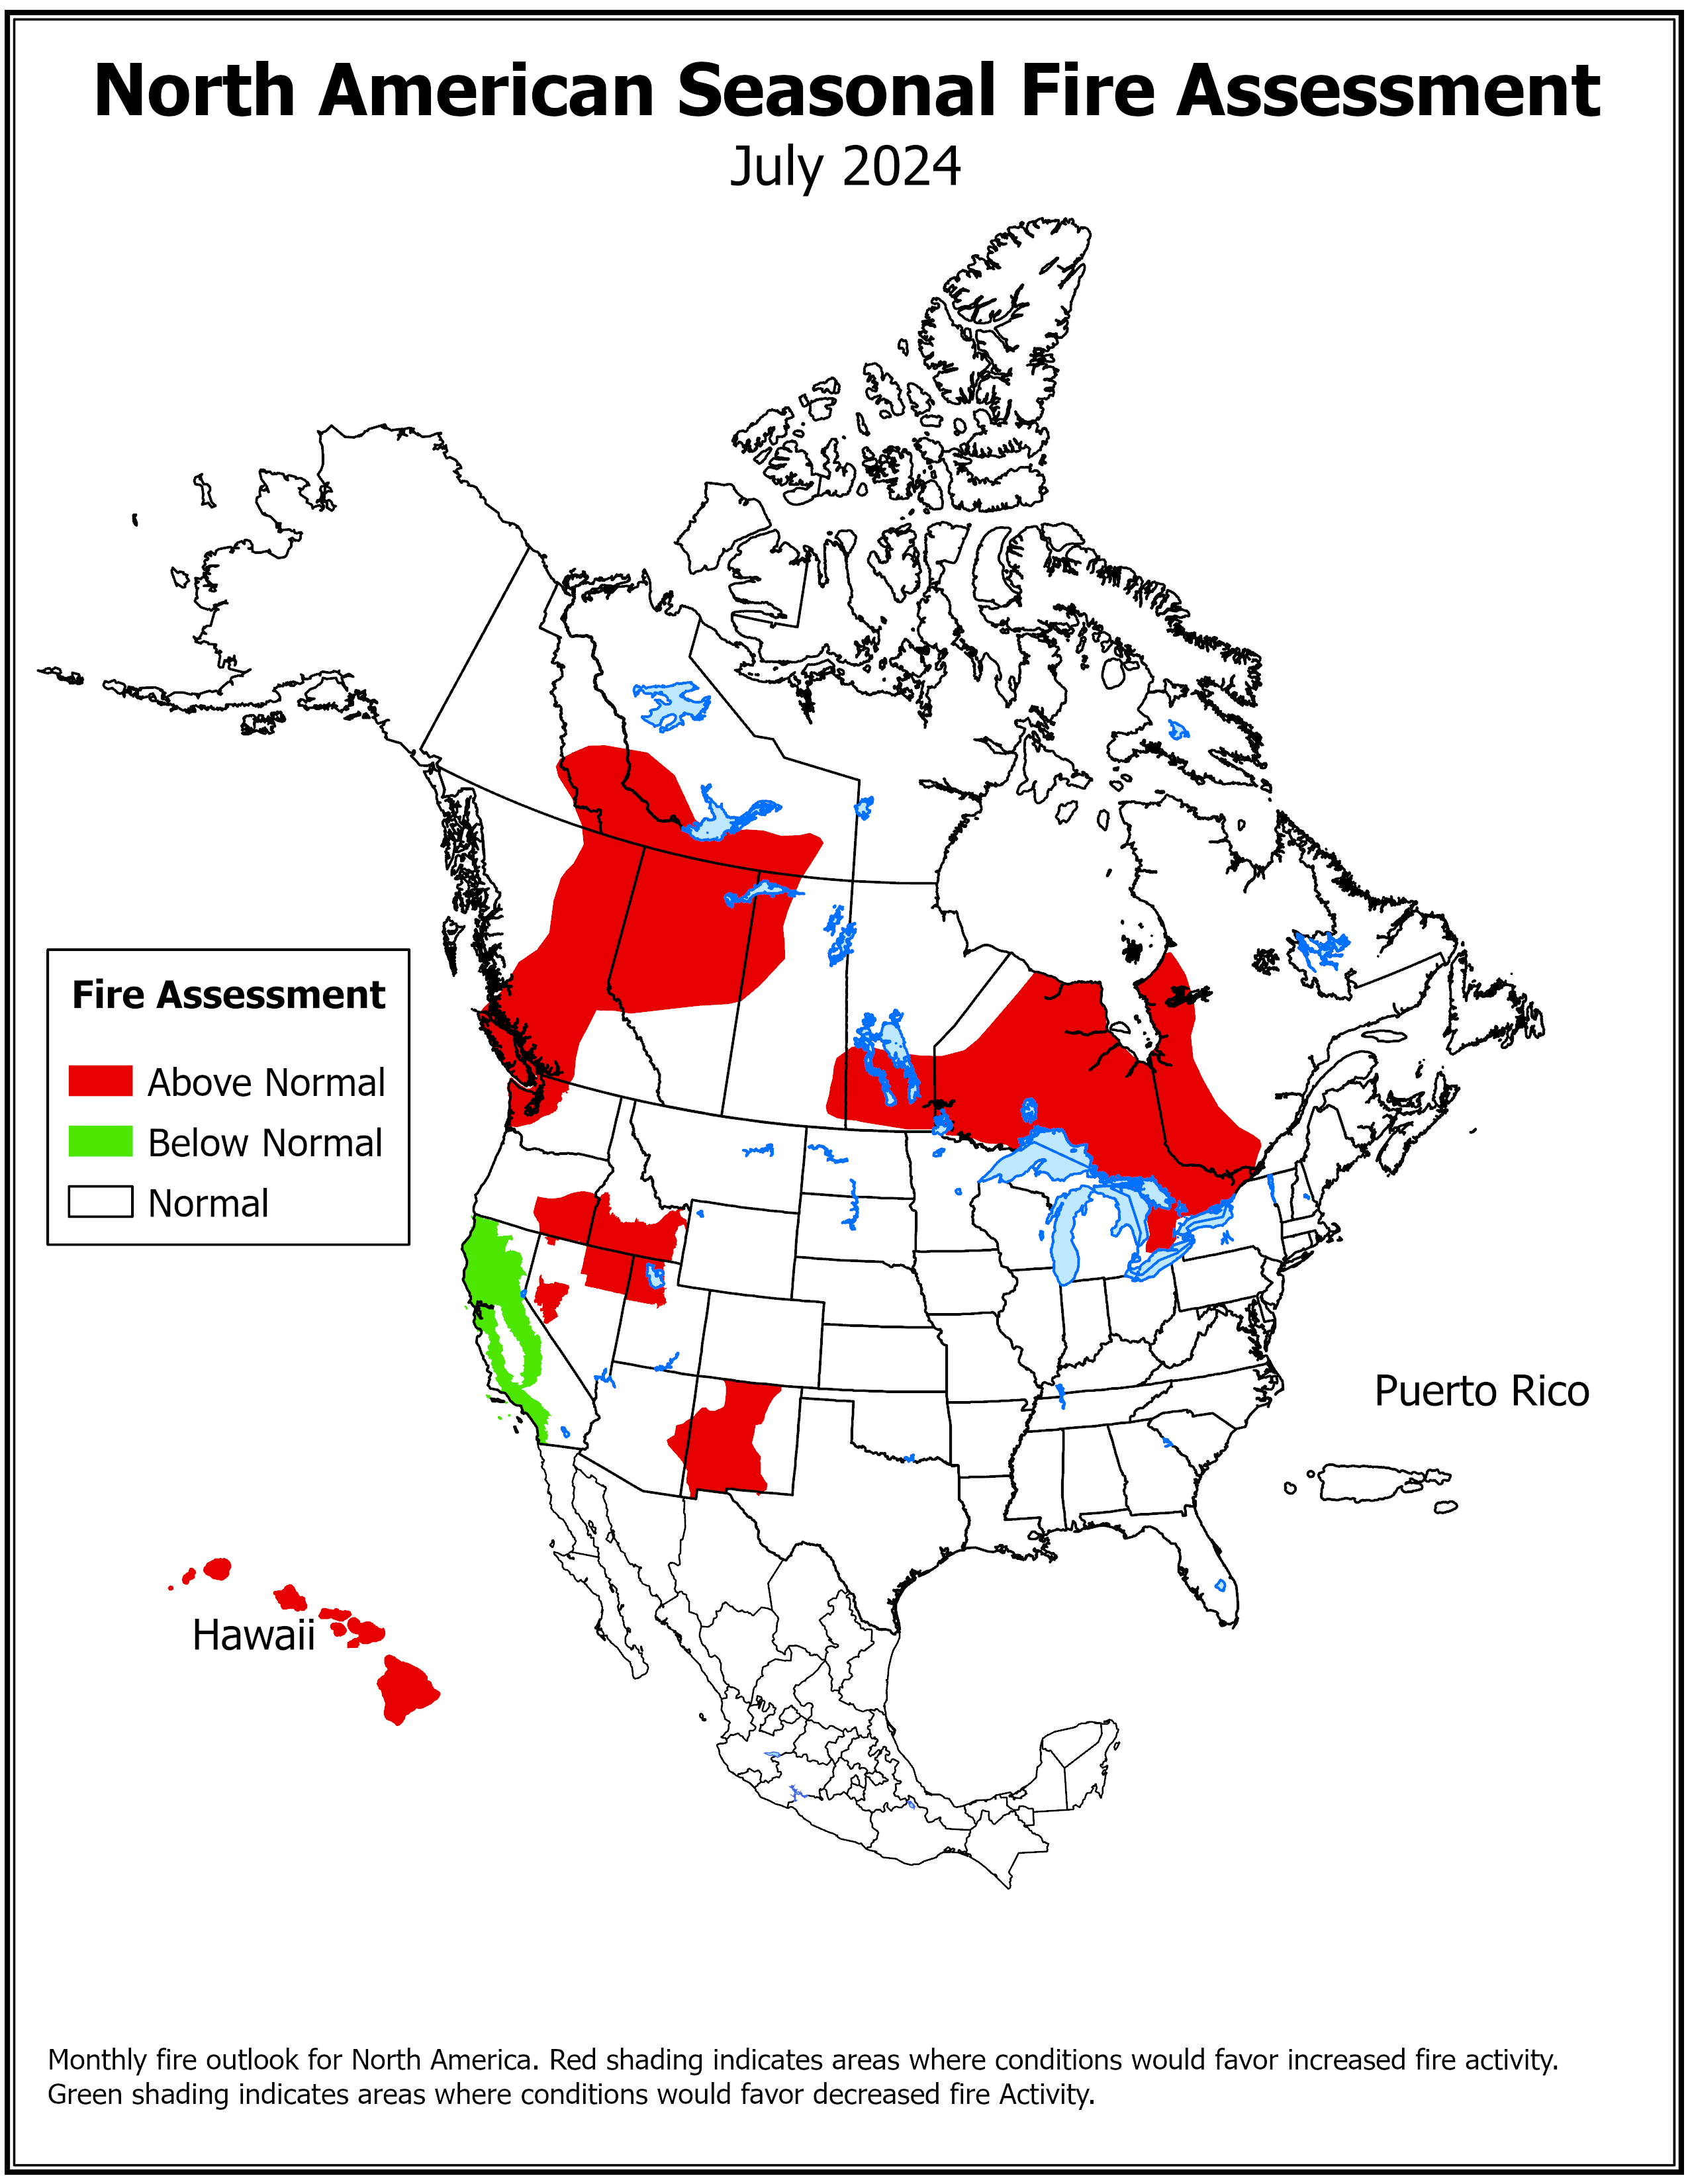 North American Seasonal Fire Assessment
July 2024
Fire Assessment
Above Normal
Below Normal
Normal
Puerto Rico
Hawaii
Monthly fire outlook for North America. Red shading indicates areas where conditions would favor increased fire activity.
Green shading indicates areas where conditions would favor decreased fire Activity.